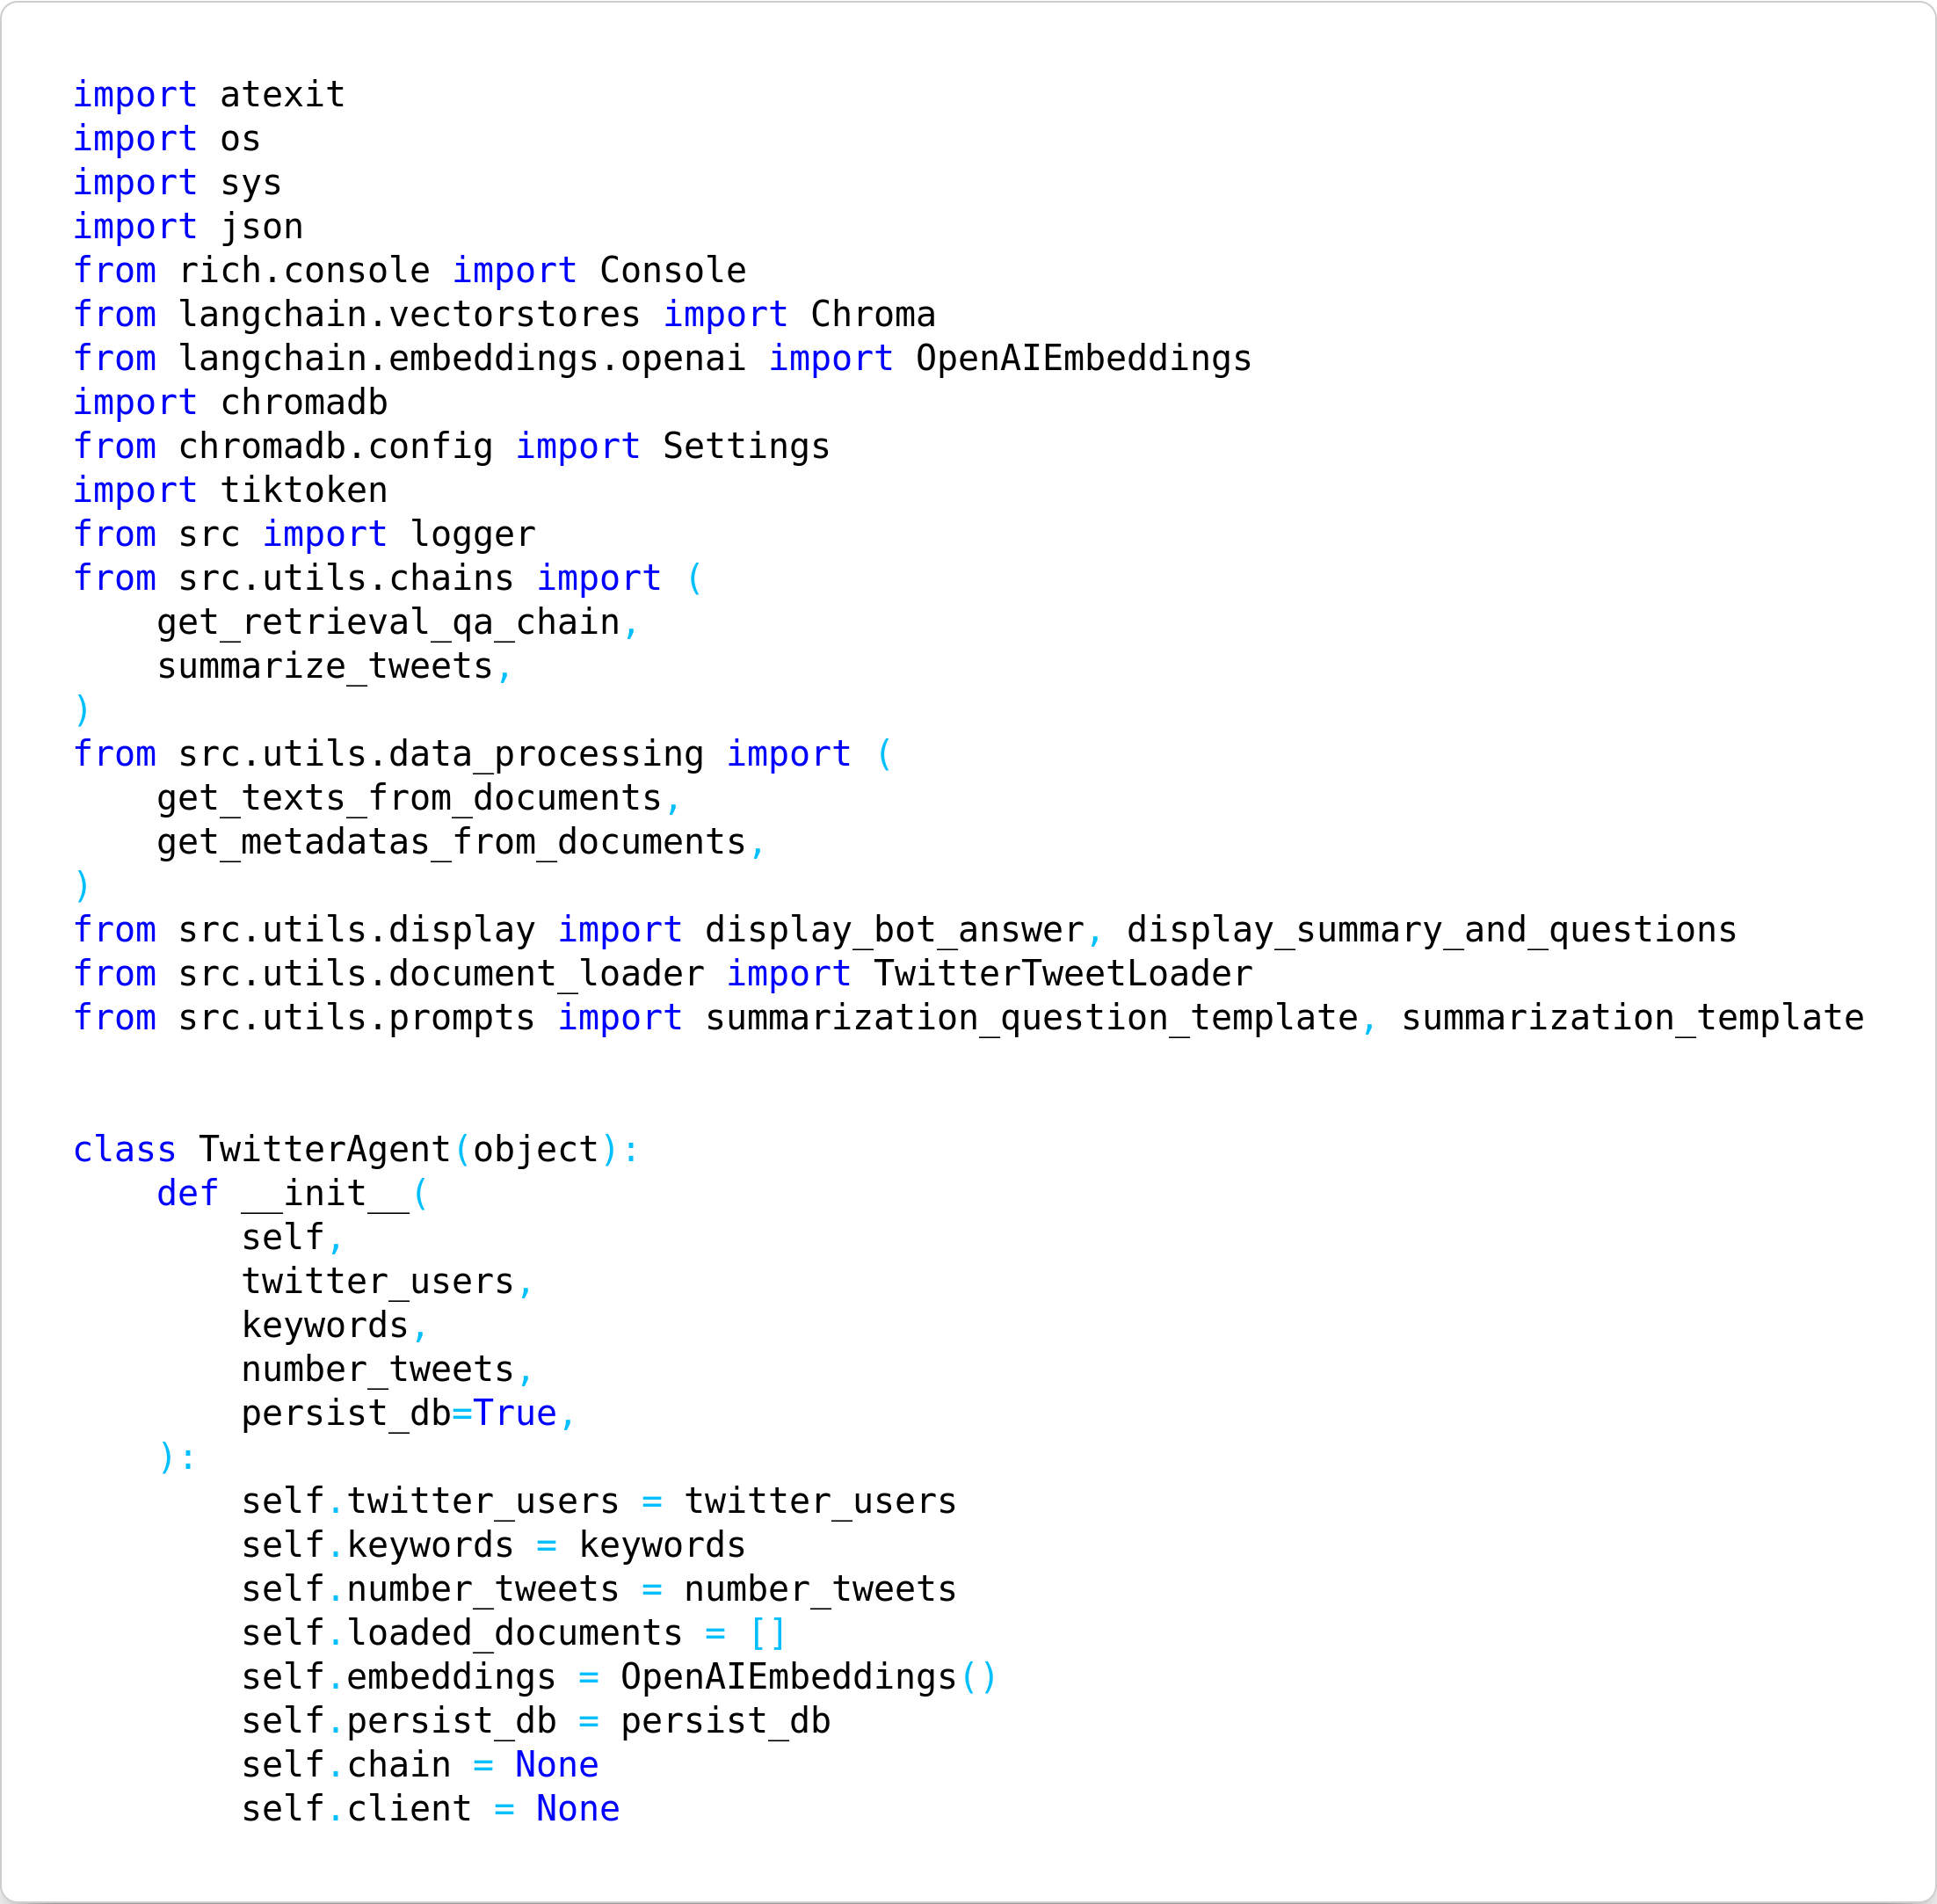 import atexit
import os
import sys
import json
from rich.console import Console
from langchain.vectorstores import Chroma
from langchain.embeddings.openai import OpenAIEmbeddings
import chromadb
from chromadb.config import Settings
import tiktoken
from src import logger
from src.utils.chains import (
    get_retrieval_qa_chain,
    summarize_tweets,
)
from src.utils.data_processing import (
    get_texts_from_documents,
    get_metadatas_from_documents,
)
from src.utils.display import display_bot_answer, display_summary_and_questions
from src.utils.document_loader import TwitterTweetLoader
from src.utils.prompts import summarization_question_template, summarization_template


class TwitterAgent(object):
    def __init__(
        self,
        twitter_users,
        keywords,
        number_tweets,
        persist_db=True,
    ):
        self.twitter_users = twitter_users
        self.keywords = keywords
        self.number_tweets = number_tweets
        self.loaded_documents = []
        self.embeddings = OpenAIEmbeddings()
        self.persist_db = persist_db
        self.chain = None
        self.client = None